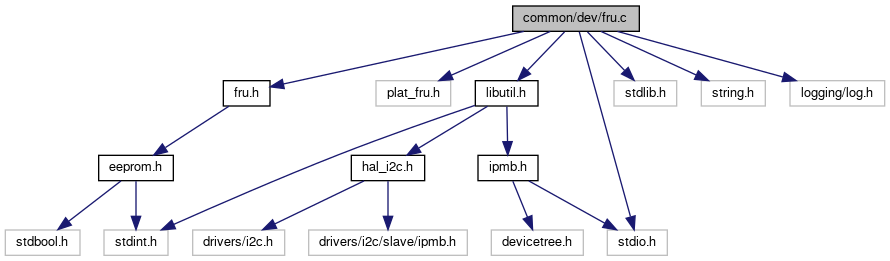 common/dev/fru.c
fru.h
plat_fru.h
libutil.h
stdlib.h
string.h
logging/log.h
eeprom.h
hal_i2c.h
ipmb.h
stdbool.h
stdint.h
drivers/i2c.h
drivers/i2c/slave/ipmb.h
devicetree.h
stdio.h